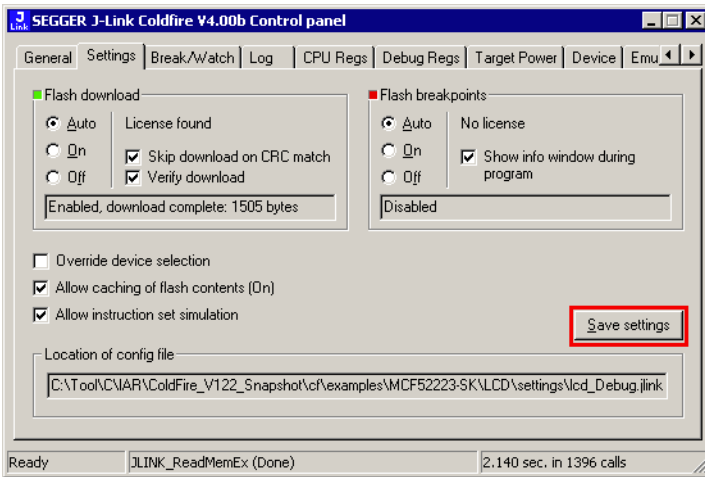 J Link SEGGER J-Link Coldfire V4.00b Control panel
General Settings Break/Watch Log CPU Regs Debug Regs Target Power Device Emu
Flash download
Auto License found
On Skip download on CRC match
Off Verify download
Enabled, download complete: 1505 bytes
Flash breakpoints
Auto No license
On Show info window during
Off program
Disabled
Override device selection
Allow caching of flash contents (On)
Allow instruction set simulation
Save settings
Location of config file
C:\Tool\C\IAR\ColdFire_V122_Snapshot\cf\examples\MCF52223-SK\LCD\settings\lcd_Debug.jlink
Ready JLINK_ReadMemEx (Done) 2.140 sec. in 1396 calls